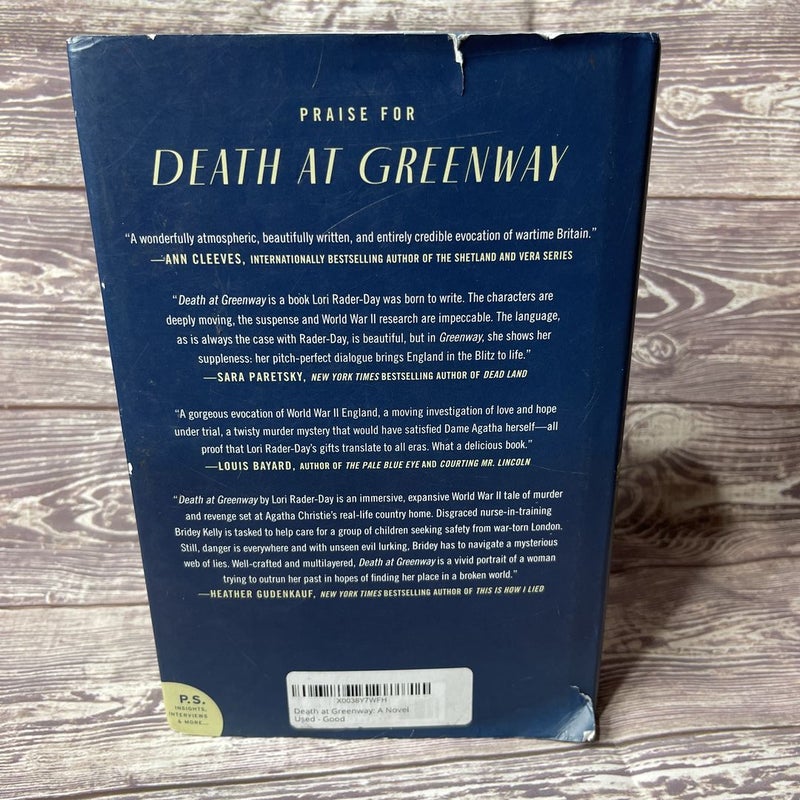 PRAISE FOR
DEATH AT GREENWAY
“A wonderfully atmospheric, beautifully written, and entirely credible evocation of wartime Britain.”
—ANN CLEEVES, INTERNATIONALLY BESTSELLING AUTHOR OF THE SHETLAND AND VERA SERIES
“Death at Greenway is a book Lori Rader-Day was born to write. The characters are
deeply moving, the suspense and World War II research are impeccable. The language,
as is always the case with Rader-Day, is beautiful, but in Greenway, she shows her
suppleness: her pitch-perfect dialogue brings England in the Blitz to life.”
—SARA PARETSKY, NEW YORK TIMES BESTSELLING AUTHOR OF DEAD LAND
“A gorgeous evocation of World War II England, a moving investigation of love and hope
under trial, a twisty murder mystery that would have satisfied Dame Agatha herself—all
proof that Lori Rader-Day’s gifts translate to all eras. What a delicious book.”
—LOUIS BAYARD, AUTHOR OF THE PALE BLUE EYE AND COURTING MR. LINCOLN
“Death at Greenway by Lori Rader-Day is an immersive, expansive World War II tale of murder
and revenge set at Agatha Christie’s real-life country home. Disgraced nurse-in-training
Bridey Kelly is tasked to help care for a group of children seeking safety from war-torn London.
Still, danger is everywhere and with unseen evil lurking, Bridey has to navigate a mysterious
web of lies. Well-crafted and multilayered, Death at Greenway is a vivid portrait of a woman
trying to outrun her past in hopes of finding her place in a broken world.”
—HEATHER GUDENKAUF, NEW YORK TIMES BESTSELLING AUTHOR OF THIS IS HOW I LIED
P.S.
INSIGHTS,
INTERVIEWS
& MORE...
X0038Y7WFH
Death at Greenway: A Novel
Used - Good